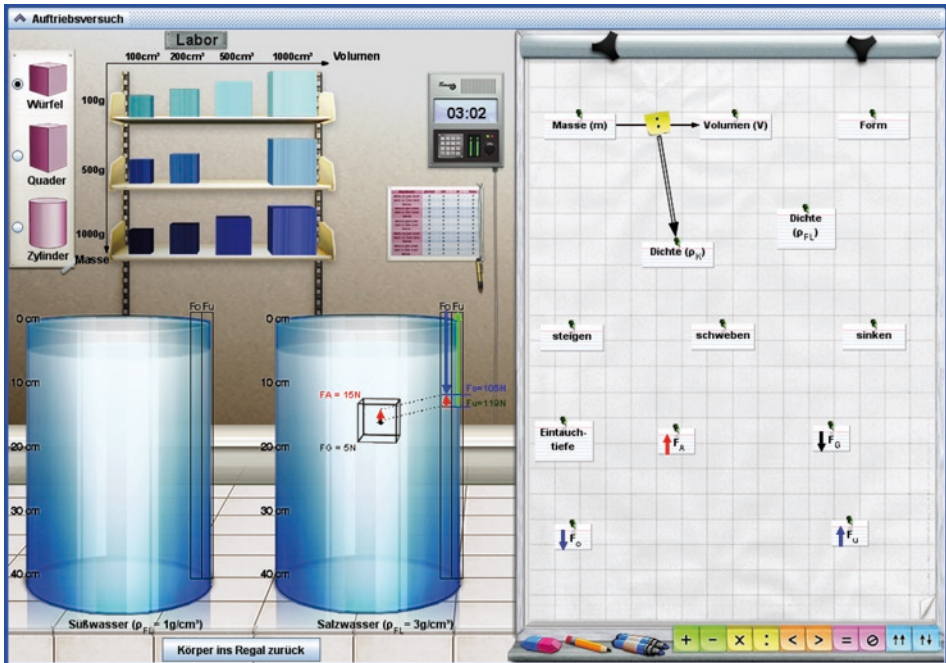 Auftriebsversuch
Labor
100cm³ 200cm³ 500cm³ 1000cm³ Volumen
Würfel
Quader
Zylinder
100g
500g
1000g
Masse
03:02
Fo Fu
Fo Fu
0 cm
10 cm
20 cm
30 cm
40 cm
0 cm
10 cm
20 cm
30 cm
40 cm
FA = 15N
FG = 5N
Fu=119N
Süßwasser (ρFL = 1g/cm³)
Salzwasser (ρFL = 3g/cm³)
Körper ins Regal zurück
Masse (m) : Volumen (V) Form
Dichte (ρK)
Dichte
(ρFL)
steigen schweben sinken
Eintauch-
tiefe
FA
FG
Fo
Fu
+ - x : < > = ⊘ ↑↑ ↑↓